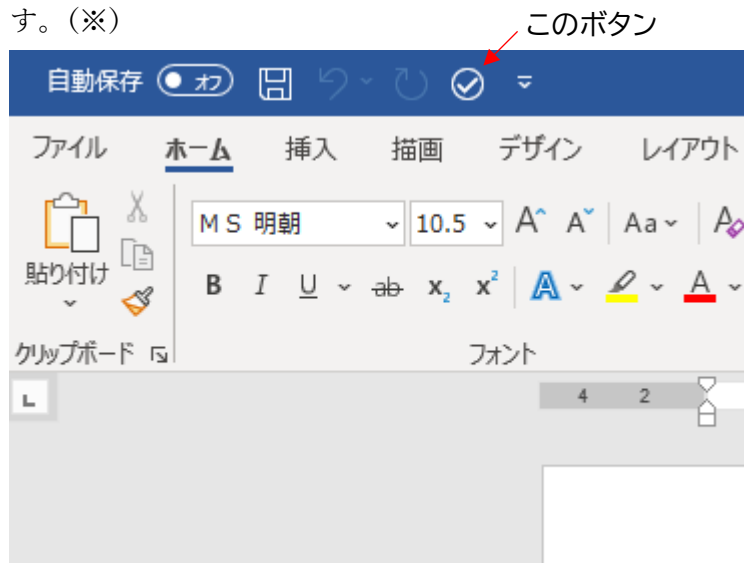 す。(※)
このボタン
自動保存 オフ
ファイル ホーム 挿入 描画 デザイン レイアウト
貼り付け
ＭＳ 明朝 10.5 A A Aa A
B I U ab x₂ x² A A
クリップボード フォント
L 4 2